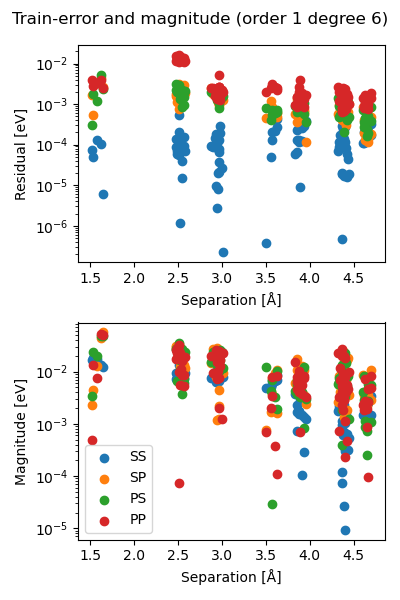 Train-error and magnitude (order 1 degree 6)
Residual [eV]
10⁻²
10⁻³
10⁻⁴
10⁻⁵
10⁻⁶
1.5 2.0 2.5 3.0 3.5 4.0 4.5
Separation [Å]
Magnitude [eV]
10⁻²
10⁻³
10⁻⁴
10⁻⁵
SS
SP
PS
PP
1.5 2.0 2.5 3.0 3.5 4.0 4.5
Separation [Å]